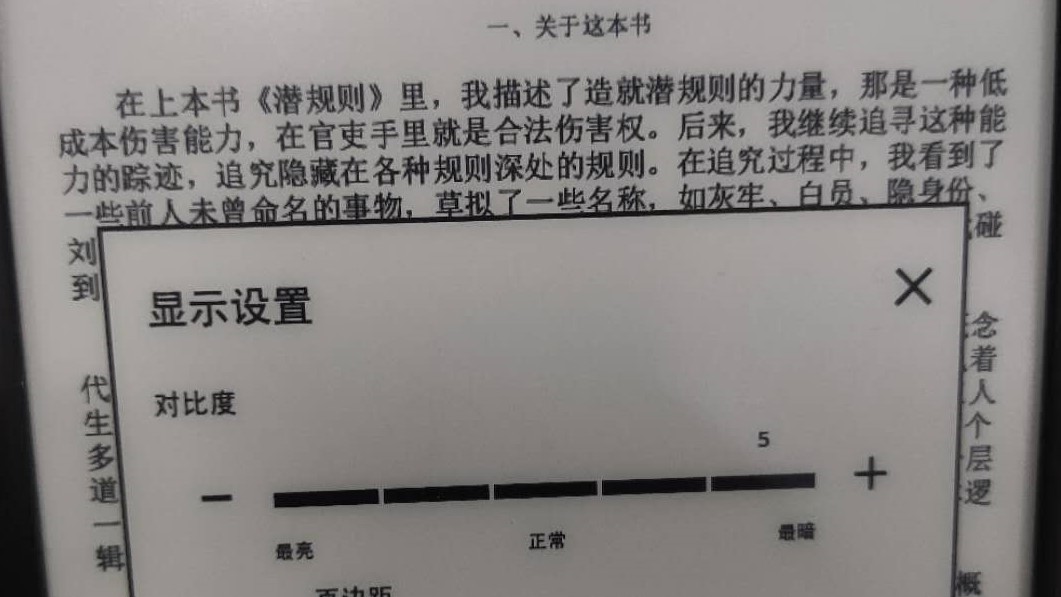 一、关于这本书
在上本书《潜规则》里，我描述了造就潜规则的力量，那是一种低
成本伤害能力，在官吏手里就是合法伤害权。后来，我继续追寻这种能
力的踪迹，追究隐藏在各种规则深处的规则。在追究过程中，我看到了
一些前人未曾命名的事物，草拟了一些名称，如灰牢、白员、隐身份、
刘
碰
到
显示设置
念
着
代
对比度
人
生
个
多
5
层
道
- +
逻
一
最亮 正常 最暗
辑
页边距
概